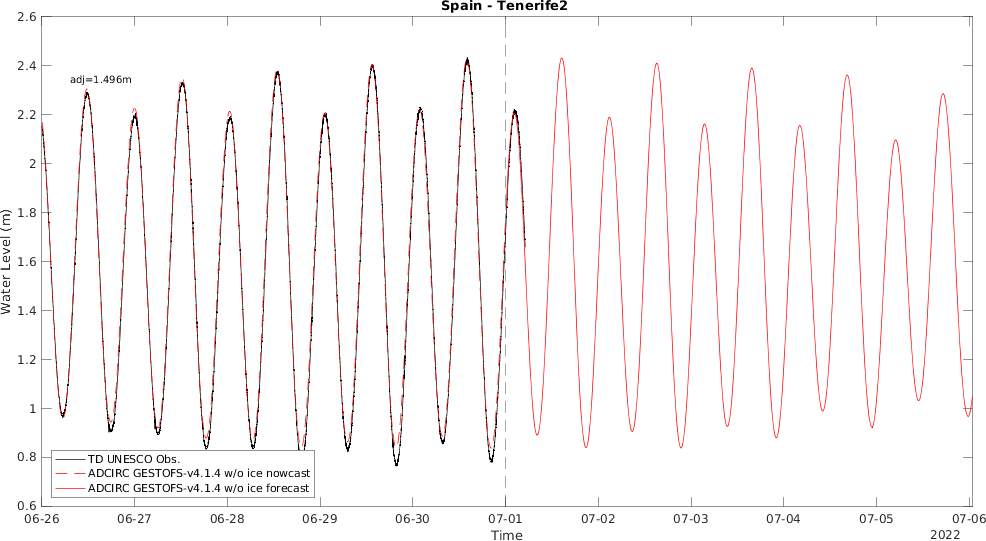 Spain - Tenerife2
2.6
2.4
adj=1.496m
2.2
2
1.8
1.6
1.4
1.2
1
0.8
0.6
Water Level (m)
TD UNESCO Obs.
ADCIRC GESTOFS-v4.1.4 w/o ice nowcast
ADCIRC GESTOFS-v4.1.4 w/o ice forecast
06-26 06-27 06-28 06-29 06-30 07-01 07-02 07-03 07-04 07-05 07-06
Time
2022